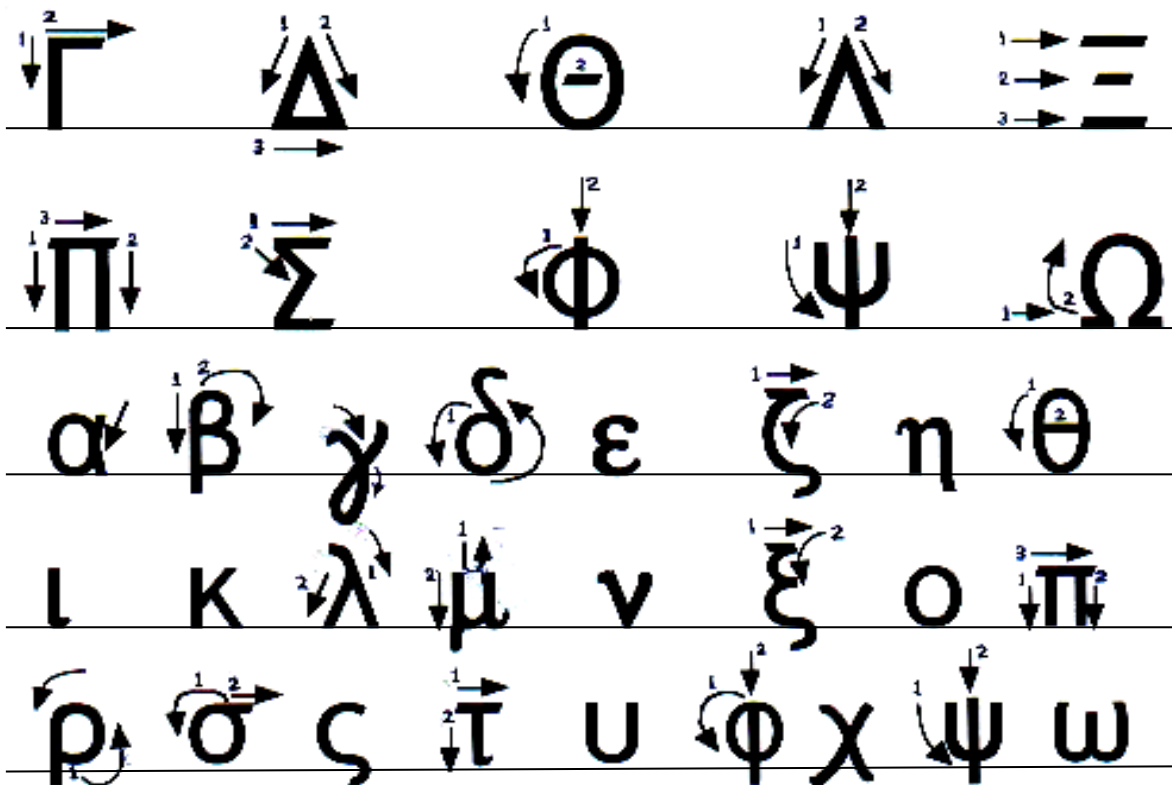 Γ Δ Θ Λ Ξ
Π Σ Φ Ψ Ω
α β γ δ ε ζ η θ
ι κ λ μ ν ξ ο π
ρ σ ς τ υ φ χ ψ ω